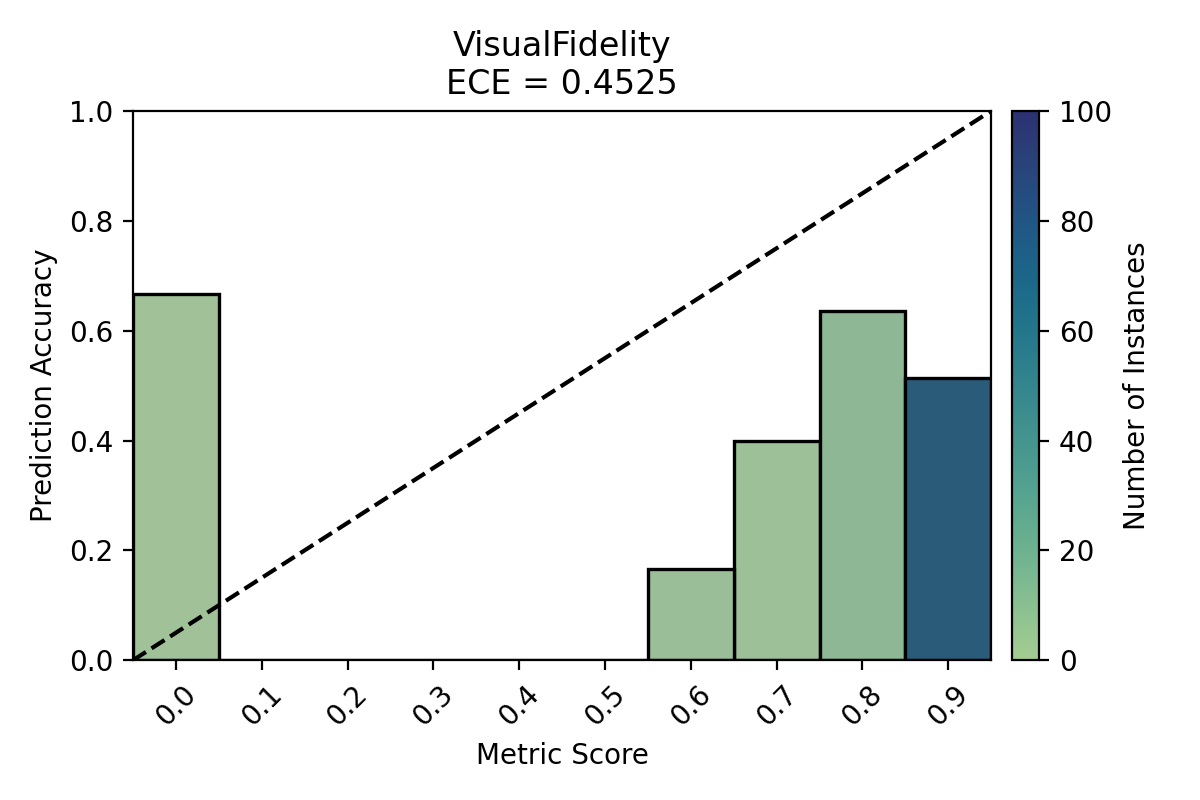 VisualFidelity
ECE = 0.4525
Prediction Accuracy
1.0
0.8
0.6
0.4
0.2
0.0
0.0 0.1 0.2 0.3 0.4 0.5 0.6 0.7 0.8 0.9
Metric Score
100
80
60
40
20
0
Number of Instances